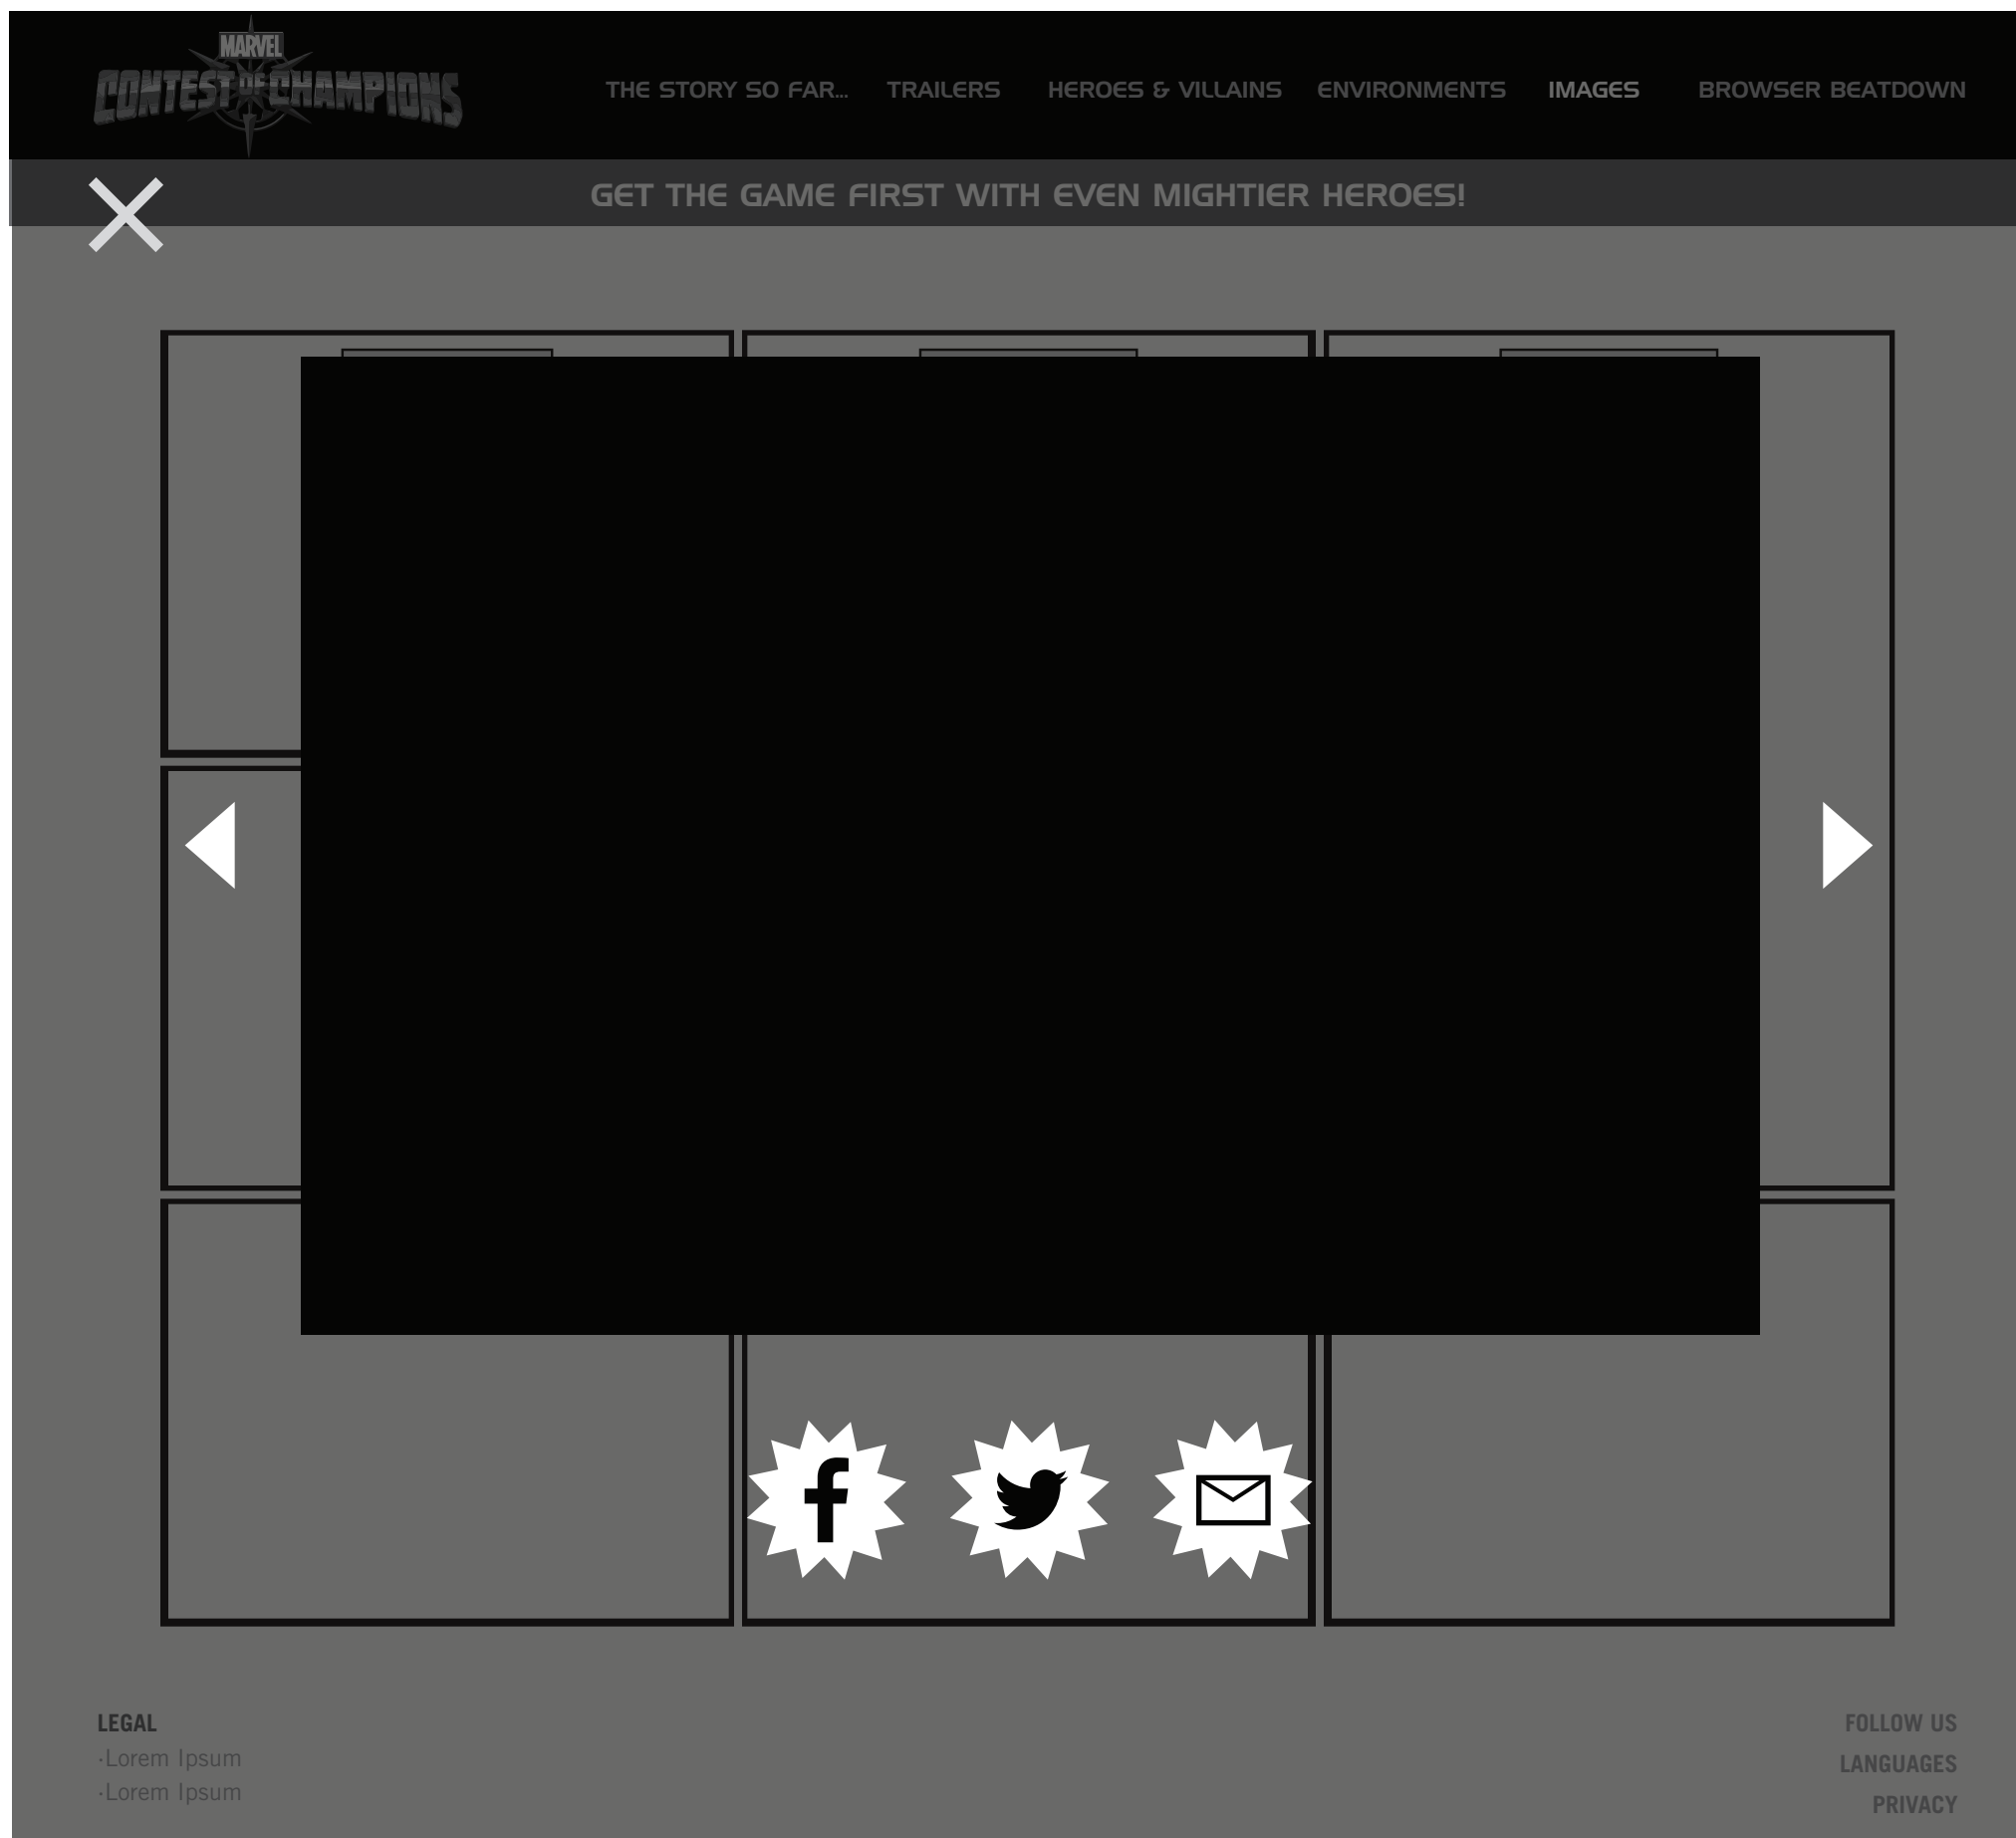 MARVEL
CONTEST OF CHAMPIONS
THE STORY SO FAR... TRAILERS HEROES & VILLAINS ENVIRONMENTS IMAGES BROWSER BEATDOWN
GET THE GAME FIRST WITH EVEN MIGHTIER HEROES!
LEGAL
·Lorem Ipsum
·Lorem Ipsum
FOLLOW US
LANGUAGES
PRIVACY